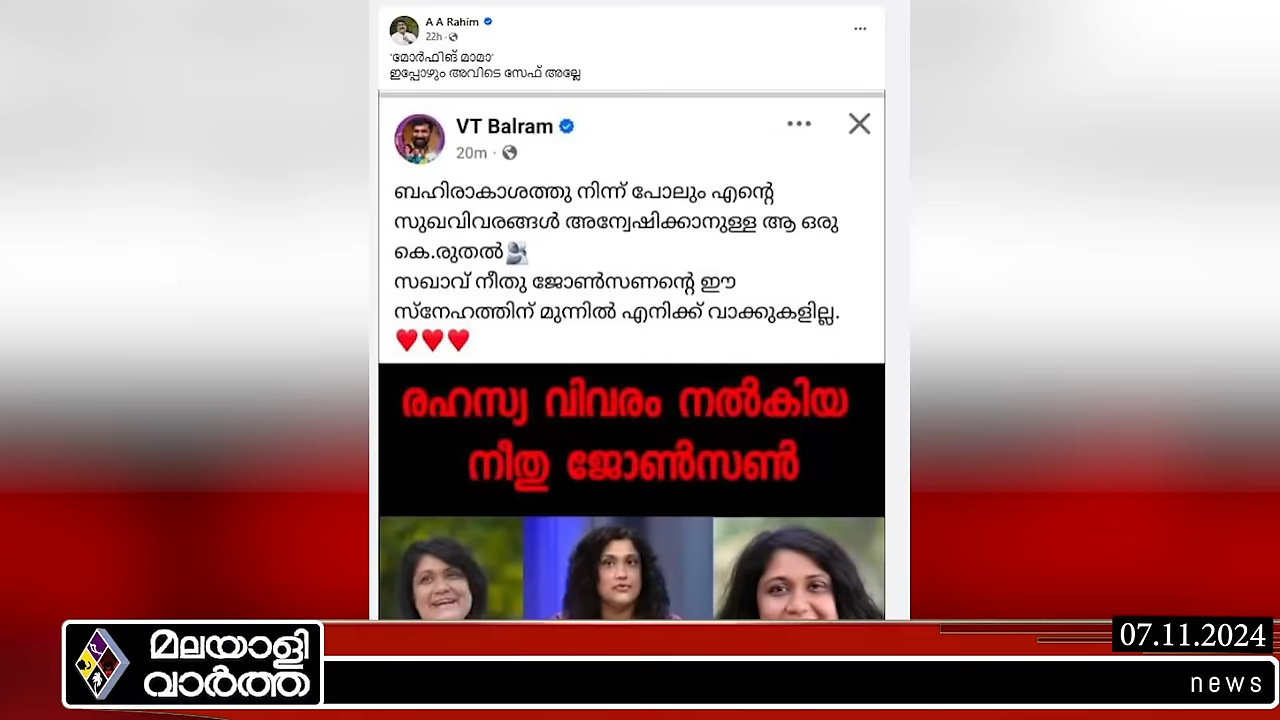 A A Rahim
22h ·
'മോർഫിങ് മാമാ'
ഇപ്പോഴും അവിടെ സേഫ് അല്ലേ
VT Balram
20m ·
ബഹിരാകാശത്തു നിന്ന് പോലും എന്റെ
സുഖവിവരങ്ങൾ അന്വേഷിക്കാനുള്ള ആ ഒരു
കെ.രുതൽ🫂
സഖാവ് നീതു ജോൺസണന്റെ ഈ
സ്നേഹത്തിന് മുന്നിൽ എനിക്ക് വാക്കുകളില്ല.
❤️❤️❤️
രഹസ്യ വിവരം നൽകിയ
നീതു ജോൺസൺ
07.11.2024
മലയാളി
വാർത്ത
news